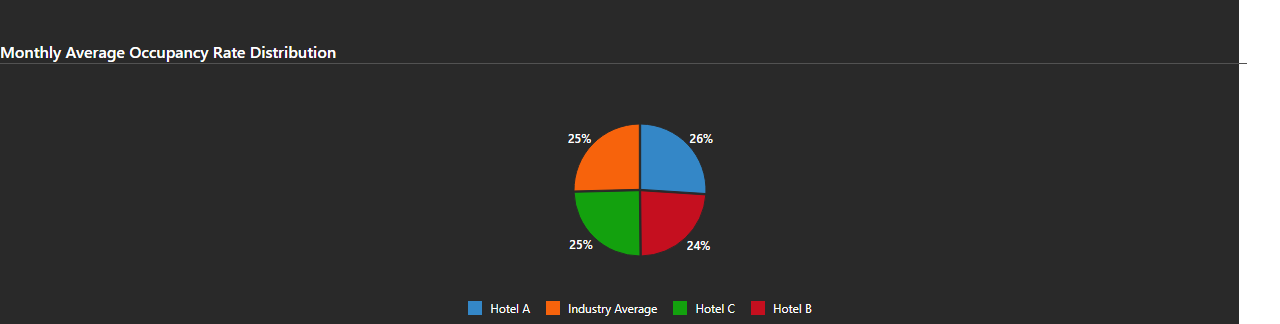 Monthly Average Occupancy Rate Distribution
25% 26%
25% 24%
Hotel A Industry Average Hotel C Hotel B